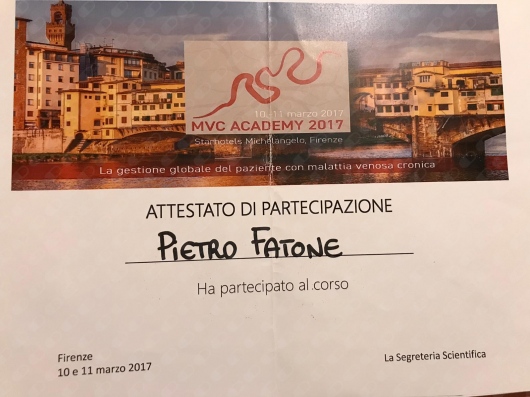 10 | 11 marzo 2017
MVC ACADEMY 2017
Starhotels Michelangelo, Firenze
La gestione globale del paziente con malattia venosa cronica
ATTESTATO DI PARTECIPAZIONE
PIETRO FATONE
Ha partecipato al corso
Firenze
10 e 11 marzo 2017
La Segreteria Scientifica